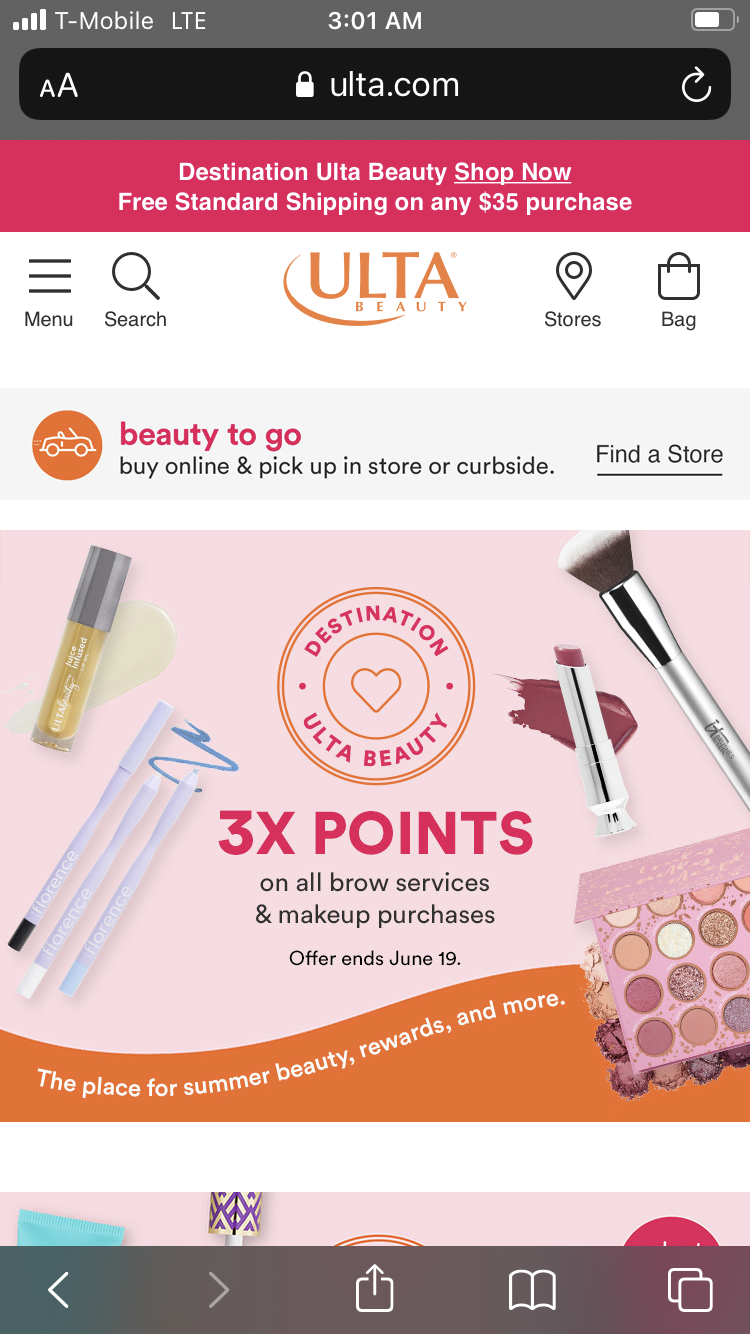 T-Mobile LTE 3:01 AM
AA ulta.com
Destination Ulta Beauty Shop Now
Free Standard Shipping on any $35 purchase
Menu Search ULTA BEAUTY Stores Bag
beauty to go
buy online & pick up in store or curbside.
Find a Store
ULTA beauty
Juice
Infused
DESTINATION
ULTA BEAUTY
3X POINTS
on all brow services
& makeup purchases
Offer ends June 19.
florence
florence
florence
iT
The place for summer beauty, rewards, and more.